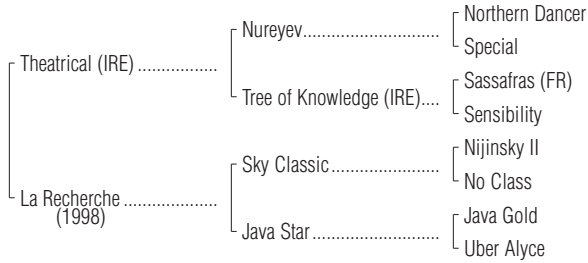 Northern Dancer
Nureyev
Special
Theatrical (IRE)
Sassafras (FR)
Tree of Knowledge (IRE)
Sensibility
Nijinsky II
Sky Classic
No Class
La Recherche
(1998)
Java Gold
Java Star
Uber Alyce